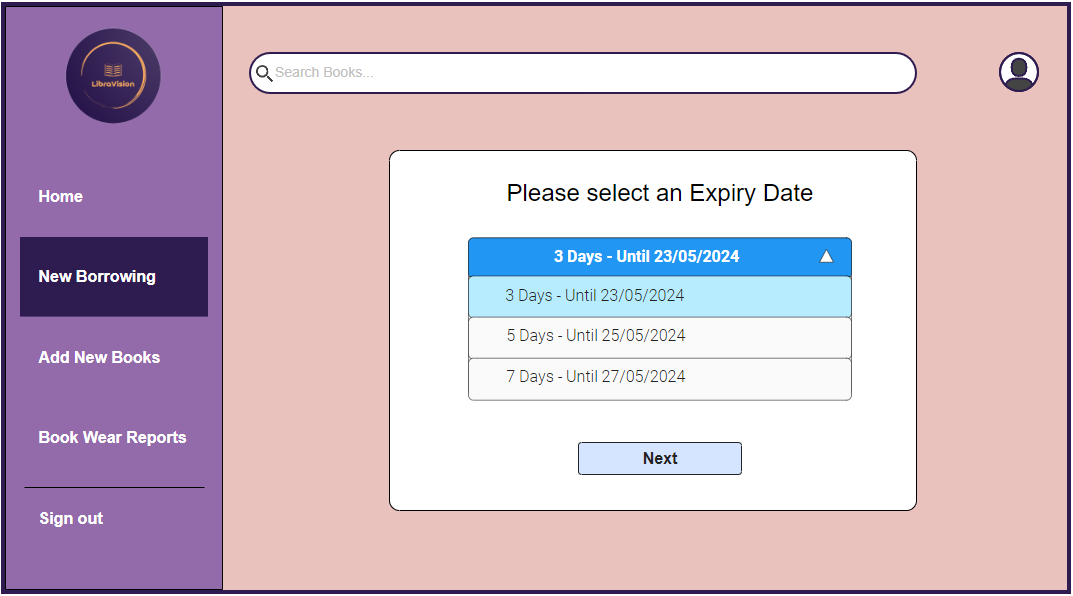 LibraVision
Search Books...
Home
New Borrowing
Add New Books
Book Wear Reports
Sign out
Please select an Expiry Date
3 Days - Until 23/05/2024
3 Days - Until 23/05/2024
5 Days - Until 25/05/2024
7 Days - Until 27/05/2024
Next